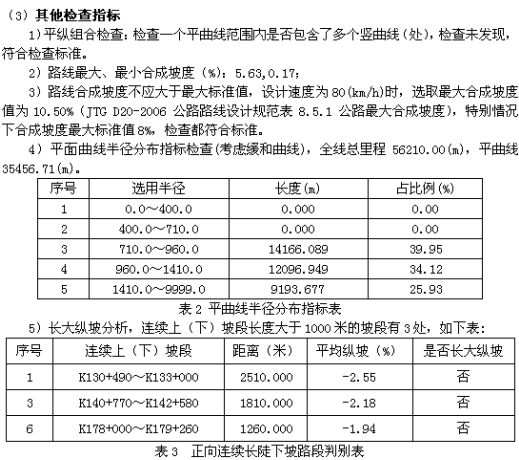 （3）其他检查指标
1)平纵组合检查：检查一个平曲线范围内是否包含了多个竖曲线(处)，检查未发现，
符合检查标准。
2）路线最大、最小合成坡度（%）：5.63,0.17；
3）路线合成坡度不应大于最大标准值，设计速度为80(km/h)时，选取最大合成坡度
值为10.50%（JTG D20-2006 公路路线设计规范表 8.5.1 公路最大合成坡度），特别情况
下合成坡度最大标准值8%，检查都符合标准。
4）平面曲线半径分布指标检查(考虑缓和曲线)，全线总里程 56210.00(m)，平曲线
35456.71(m)。
序号 选用半径 长度(m) 占比例(%)
1 0.0～400.0 0.000 0.00
2 400.0～710.0 0.000 0.00
3 710.0～960.0 14166.089 39.95
4 960.0～1410.0 12096.949 34.12
5 1410.0～9999.0 9193.677 25.93
表 2 平曲线半径分布指标表
5）长大纵坡分析，连续上（下）坡段长度大于1000 米的坡段有 3 处，如下表:
序号 连续上（下）坡段 距离（米） 平均纵坡（%） 是否长大纵坡
1 K130+490～K133+000 2510.000 -2.55 否
3 K140+770～K142+580 1810.000 -2.18 否
6 K178+000～K179+260 1260.000 -1.94 否
表 3 正向连续长陡下坡路段判别表